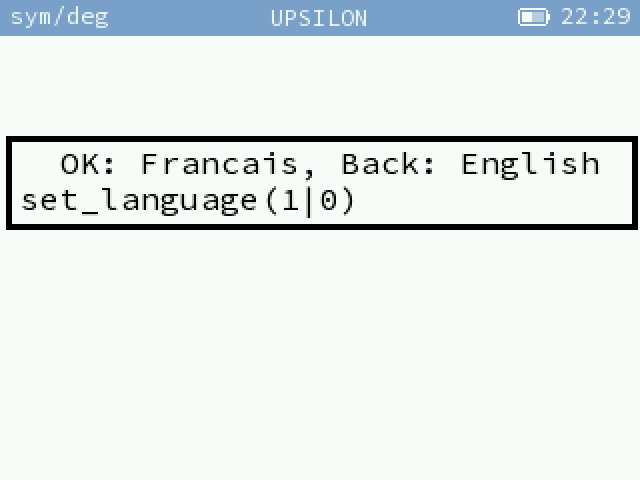 sym/deg UPSILON 22:29
OK: Francais, Back: English
set_language(1|0)